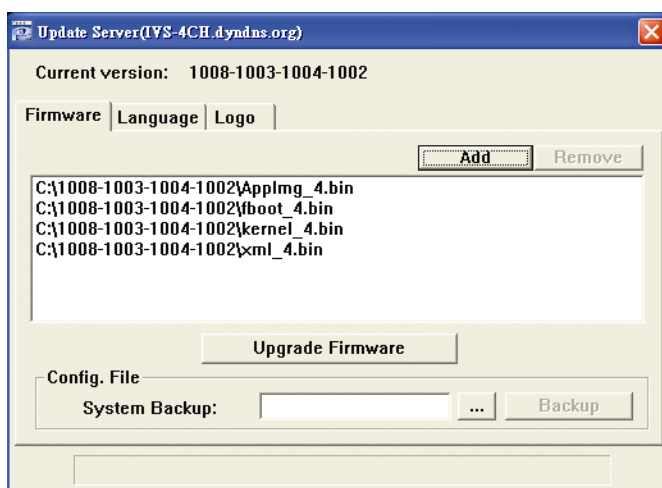 Update Server(IVS-4CH.dyndns.org)
Current version: 1008-1003-1004-1002
Firmware Language Logo
Add Remove
C:\1008-1003-1004-1002\AppImg_4.bin
C:\1008-1003-1004-1002\fboot_4.bin
C:\1008-1003-1004-1002\kernel_4.bin
C:\1008-1003-1004-1002\xml_4.bin
Upgrade Firmware
Config. File
System Backup: ... Backup